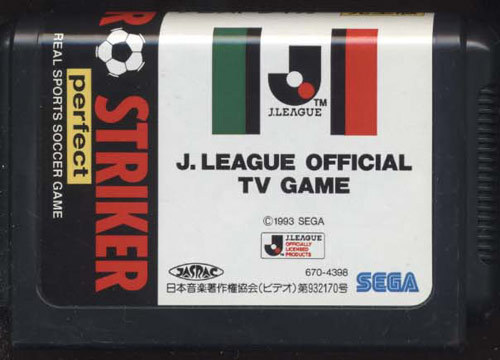 STRIKER
perfect
REAL SPORTS SOCCER GAME
TM
J.LEAGUE
J. LEAGUE OFFICIAL
TV GAME
©1993 SEGA
J.LEAGUE
OFFICIALLY
LICENSED
PRODUCTS
JASRAC
670-4398
日本音楽著作権協会(ビデオ)第932170号
SEGA